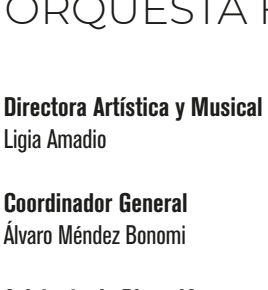 ORQUESTA
Directora Artística y Musical
Ligia Amadio
Coordinador General
Álvaro Méndez Bonomi